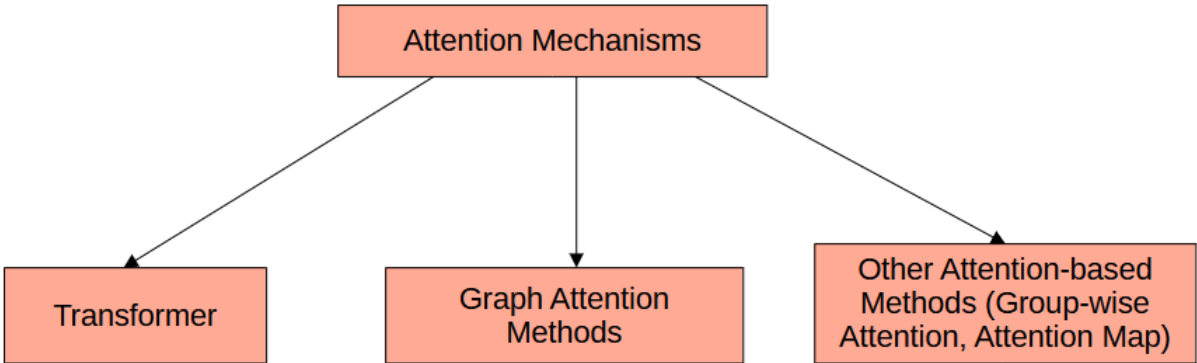 Attention Mechanisms
Transformer
Graph Attention
Methods
Other Attention-based
Methods (Group-wise
Attention, Attention Map)